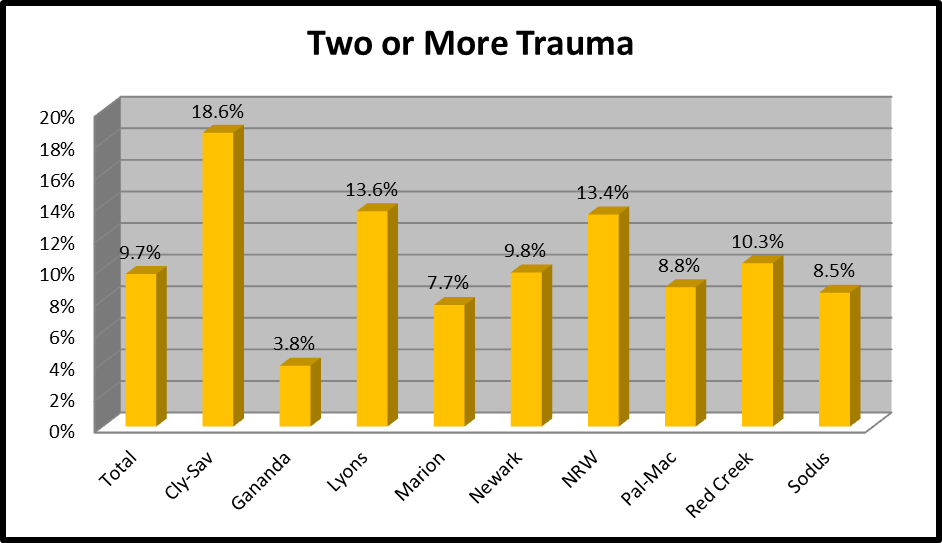 Two or More Trauma
20%
18%
16%
14%
12%
10%
8%
6%
4%
2%
0%
9.7%
18.6%
3.8%
13.6%
7.7%
9.8%
13.4%
8.8%
10.3%
8.5%
Total
Cly-Sav
Gananda
Lyons
Marion
Newark
NRW
Pal-Mac
Red Creek
Sodus